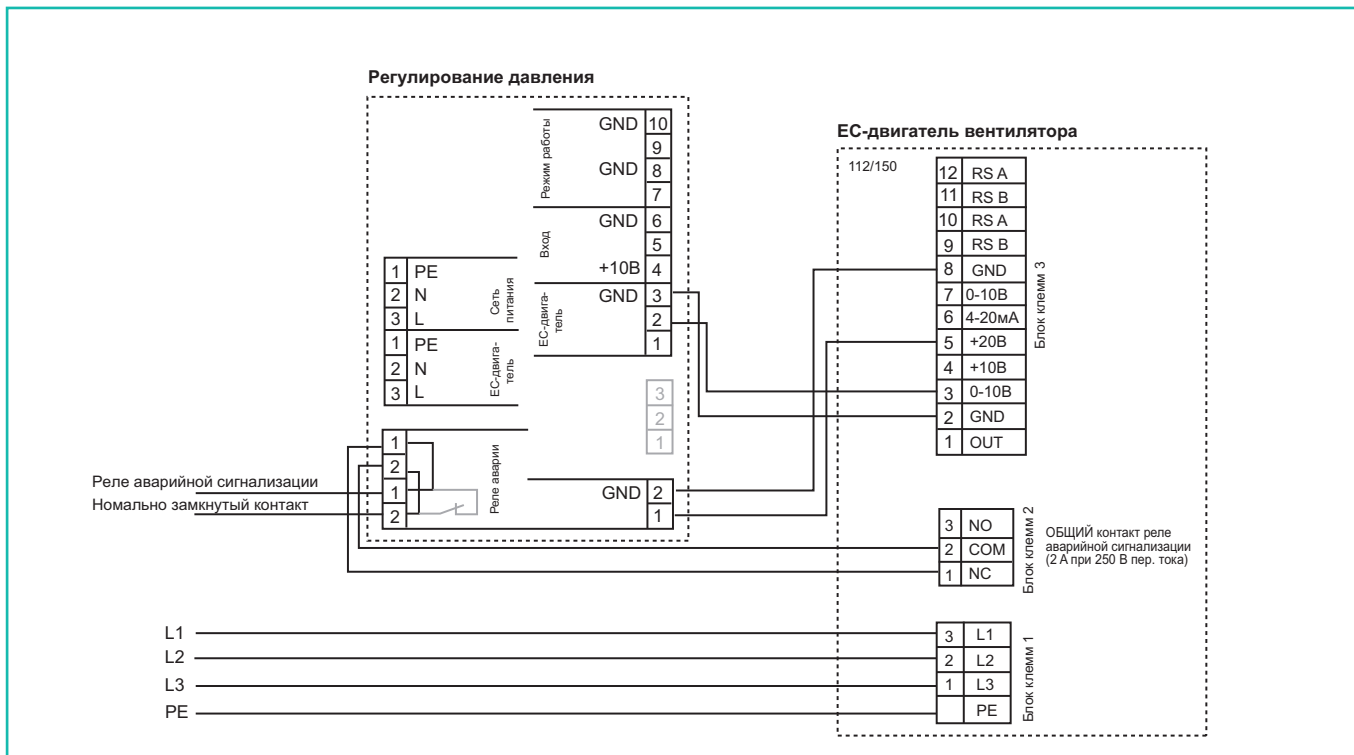 Регулирование давления
Режим работы
GND 10
9
GND 8
7
Вход
GND 6
5
+10В 4
ЕС-двига-
тель
GND 3
2
1
1 PE
2 N
3 L
Сеть
питания
1 PE
2 N
3 L
ЕС-двига-
тель
3
2
1
1
2
1
2
Реле аварии
GND 2
1
Реле аварийной сигнализации
Номально замкнутый контакт
ЕС-двигатель вентилятора
112/150
12 RS A
11 RS B
10 RS A
9 RS B
8 GND
7 0-10В
6 4-20мА
5 +20В
4 +10В
3 0-10В
2 GND
1 OUT
Блок клемм 3
3 NO
2 COM
1 NC
Блок клемм 2
ОБЩИЙ контакт реле
аварийной сигнализации
(2 А при 250 В пер. тока)
L1
L2
L3
PE
3 L1
2 L2
1 L3
PE
Блок клемм 1